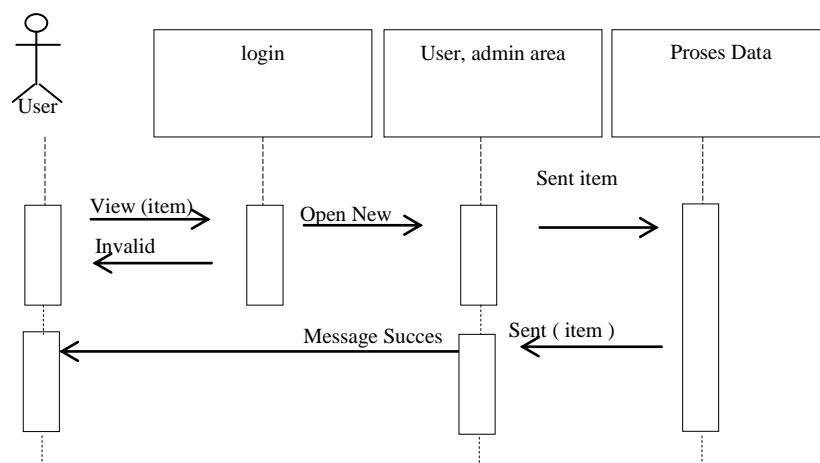 login
User, admin area
Proses Data
User
Sent item
View (item)
Open New
Invalid
Message Succes
Sent ( item )